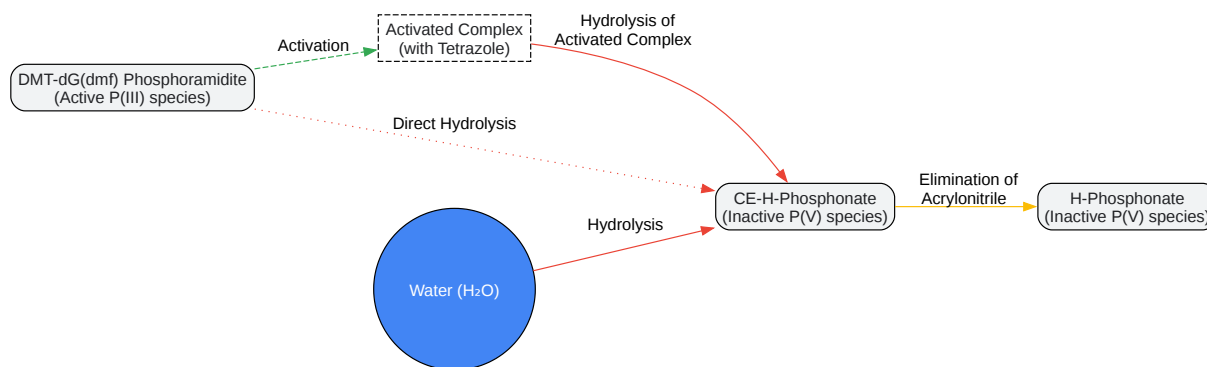 Activation
Activated Complex
(with Tetrazole)
Hydrolysis of
Activated Complex
DMT-dG(dmf) Phosphoramidite
(Active P(III) species)
Direct Hydrolysis
CE-H-Phosphonate
(Inactive P(V) species)
Elimination of
Acrylonitrile
H-Phosphonate
(Inactive P(V) species)
Hydrolysis
Water (H₂O)